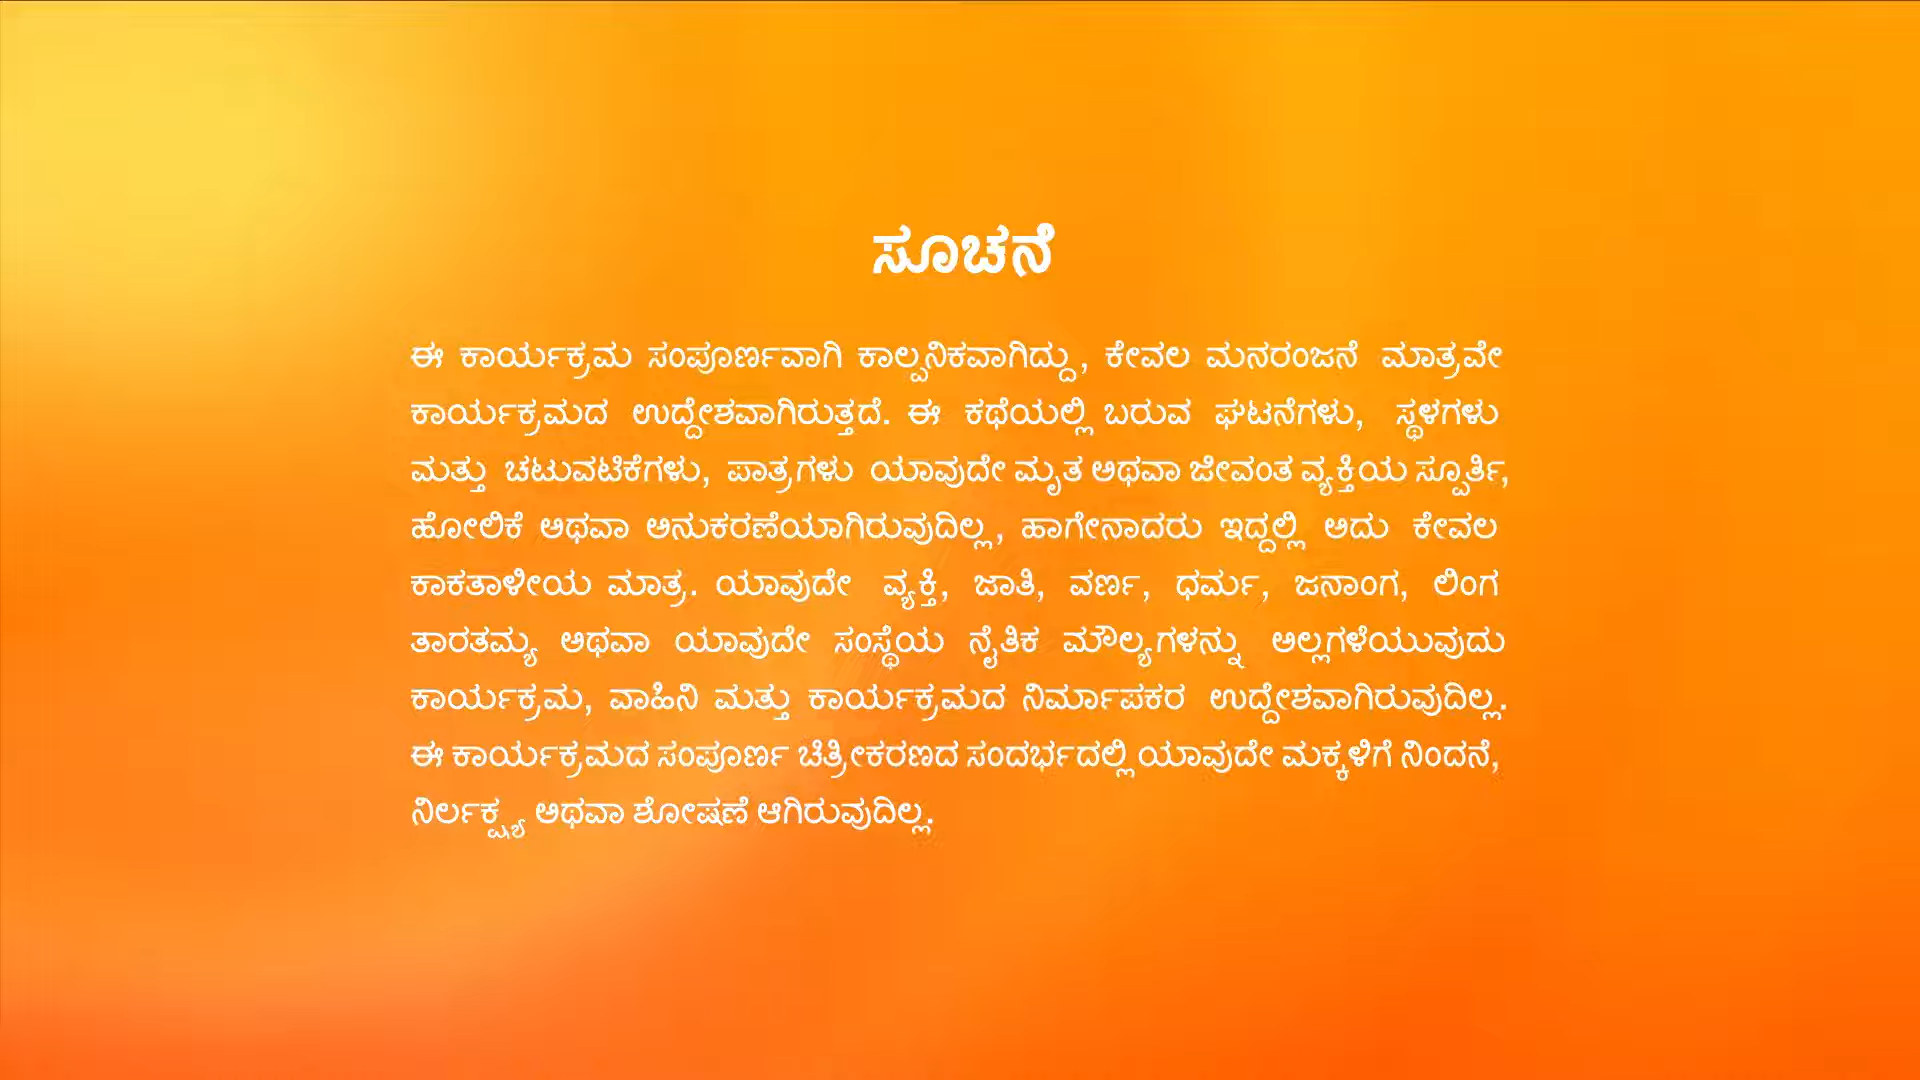 ಸೂಚನೆ
ಈ ಕಾರ್ಯಕ್ರಮ ಸಂಪೂರ್ಣವಾಗಿ ಕಾಲ್ಪನಿಕವಾಗಿದ್ದು, ಕೇವಲ ಮನರಂಜನೆ ಮಾತ್ರವೇ
ಕಾರ್ಯಕ್ರಮದ ಉದ್ದೇಶವಾಗಿರುತ್ತದೆ. ಈ ಕಥೆಯಲ್ಲಿ ಬರುವ ಘಟನೆಗಳು, ಸ್ಥಳಗಳು
ಮತ್ತು ಚಟುವಟಿಕೆಗಳು, ಪಾತ್ರಗಳು ಯಾವುದೇ ಮೃತ ಅಥವಾ ಜೀವಂತ ವ್ಯಕ್ತಿಯ ಸ್ಪೂರ್ತಿ,
ಹೋಲಿಕೆ ಅಥವಾ ಅನುಕರಣೆಯಾಗಿರುವುದಿಲ್ಲ, ಹಾಗೇನಾದರು ಇದ್ದಲ್ಲಿ ಅದು ಕೇವಲ
ಕಾಕತಾಳೀಯ ಮಾತ್ರ. ಯಾವುದೇ ವ್ಯಕ್ತಿ, ಜಾತಿ, ವರ್ಣ, ಧರ್ಮ, ಜನಾಂಗ, ಲಿಂಗ
ತಾರತಮ್ಯ ಅಥವಾ ಯಾವುದೇ ಸಂಸ್ಥೆಯ ನೈತಿಕ ಮೌಲ್ಯಗಳನ್ನು ಅಲ್ಲಗಳೆಯುವುದು
ಕಾರ್ಯಕ್ರಮ, ವಾಹಿನಿ ಮತ್ತು ಕಾರ್ಯಕ್ರಮದ ನಿರ್ಮಾಪಕರ ಉದ್ದೇಶವಾಗಿರುವುದಿಲ್ಲ.
ಈ ಕಾರ್ಯಕ್ರಮದ ಸಂಪೂರ್ಣ ಚಿತ್ರೀಕರಣದ ಸಂದರ್ಭದಲ್ಲಿ ಯಾವುದೇ ಮಕ್ಕಳಿಗೆ ನಿಂದನೆ,
ನಿರ್ಲಕ್ಷ್ಯ ಅಥವಾ ಶೋಷಣೆ ಆಗಿರುವುದಿಲ್ಲ.